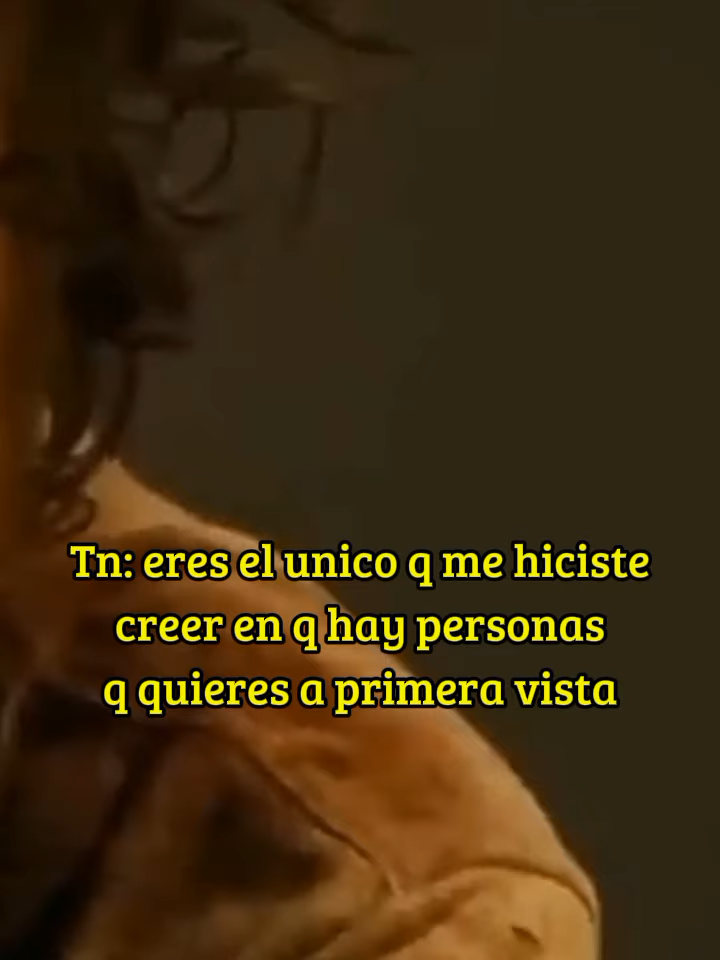 Tn: eres el unico q me hiciste
creer en q hay personas
q quieres a primera vista